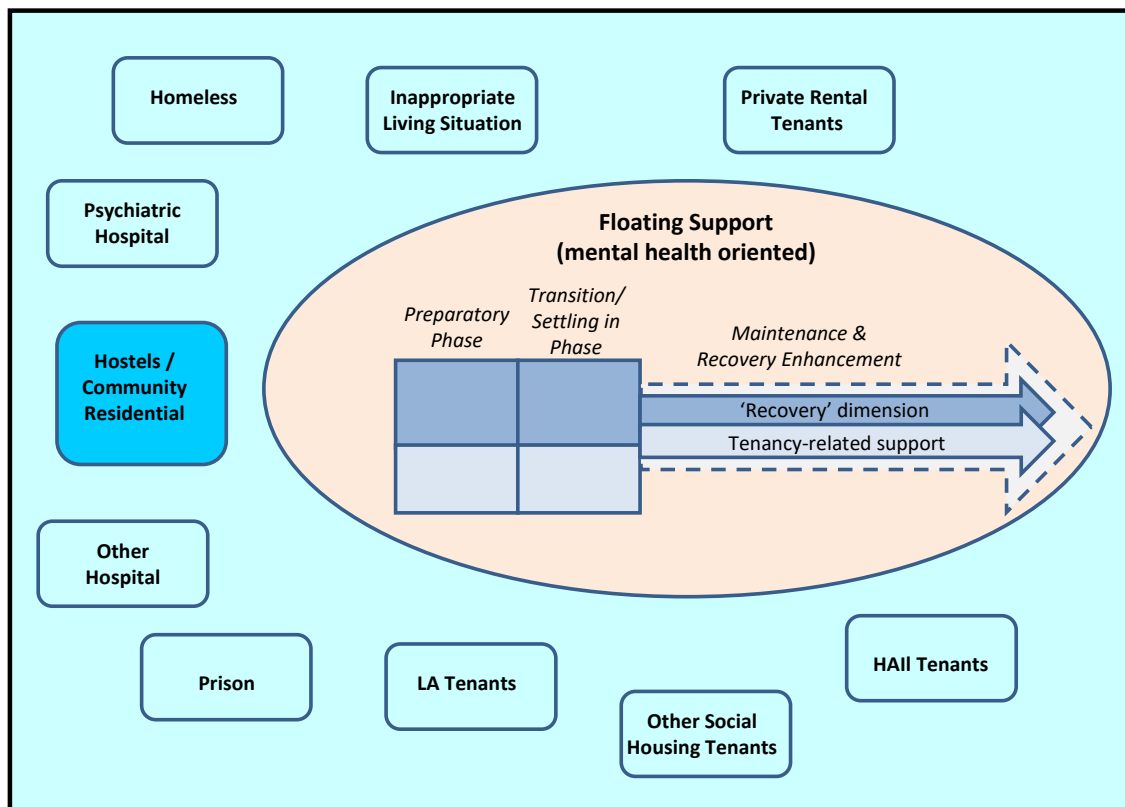 Homeless
Inappropriate
Living Situation
Private Rental
Tenants
Psychiatric
Hospital
Floating Support
(mental health oriented)
Preparatory
Phase
Transition/
Settling in
Phase
Maintenance &
Recovery Enhancement
Hostels /
Community
Residential
‘Recovery’ dimension
Tenancy-related support
Other
Hospital
Prison
LA Tenants
HAIl Tenants
Other Social
Housing Tenants